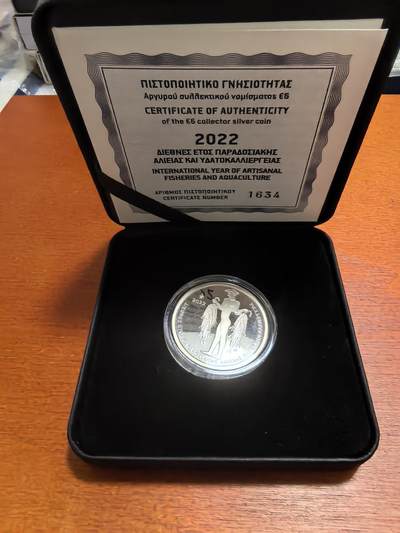 ΠΙΣΤΟΠΟΙΗΤΙΚΟ ΓΝΗΣΙΟΤΗΤΑΣ
Αργυρού συλλεκτικού νομίσματος €6
CERTIFICATE OF AUTHENTICITY
of the €6 collector silver coin
2022
ΔΙΕΘΝΕΣ ΕΤΟΣ ΠΑΡΑΔΟΣΙΑΚΗΣ
ΑΛΙΕΙΑΣ ΚΑΙ ΥΔΑΤΟΚΑΛΛΙΕΡΓΕΙΑΣ
INTERNATIONAL YEAR OF ARTISANAL
FISHERIES AND AQUACULTURE
ΑΡΙΘΜΟΣ ΠΙΣΤΟΠΟΙΗΤΙΚΟΥ
CERTIFICATE NUMBER 1634
2022